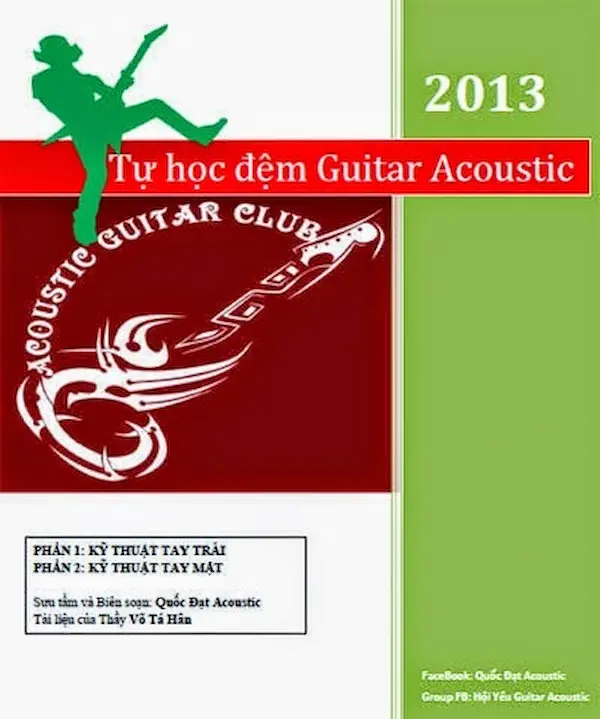 2013
Tự học đệm Guitar Acoustic
ACOUSTIC GUITAR CLUB
PHẦN 1: KỸ THUẬT TAY TRÁI
PHẦN 2: KỸ THUẬT TAY MẶT
Sưu tầm và Biên soạn: Quốc Đạt Acoustic
Tài liệu của Thầy Võ Tá Hân
FaceBook: Quốc Đạt Acoustic
Group FB: Hội Yêu Guitar Acoustic